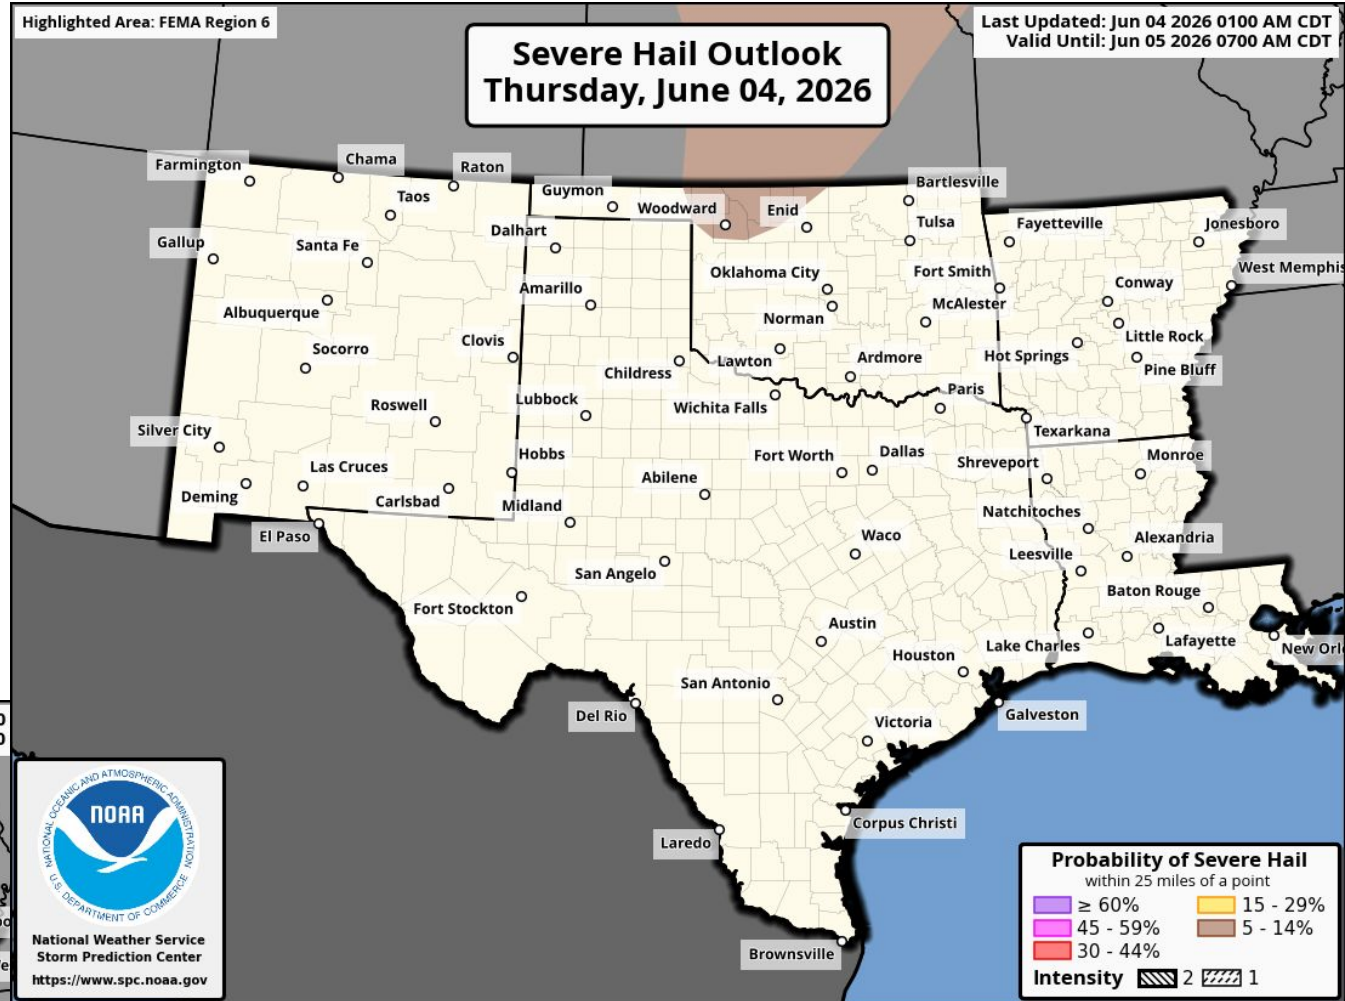 Highlighted Area: FEMA Region 6
Severe Hail Outlook
Thursday, June 04, 2026
Last Updated: Jun 04 2026 0100 AM CDT
Valid Until: Jun 05 2026 0700 AM CDT
Farmington
Chama
Raton
Taos
Guymon
Woodward
Enid
Bartlesville
Gallup
Santa Fe
Dalhart
Tulsa
Fayetteville
Jonesboro
Albuquerque
Amarillo
Oklahoma City
Fort Smith
Conway
West Memphis
Norman
McAlester
Socorro
Clovis
Childress
Lawton
Ardmore
Hot Springs
Little Rock
Pine Bluff
Roswell
Lubbock
Wichita Falls
Paris
Texarkana
Silver City
Las Cruces
Hobbs
Abilene
Fort Worth
Dallas
Shreveport
Monroe
Deming
Carlsbad
Midland
Natchitoches
El Paso
San Angelo
Waco
Leesville
Alexandria
Fort Stockton
Baton Rouge
Austin
Houston
Lake Charles
Lafayette
New Orl
San Antonio
Del Rio
Victoria
Galveston
Laredo
Corpus Christi
Brownsville
NATIONAL OCEANIC AND ATMOSPHERIC ADMINISTRATION
NOAA
U.S. DEPARTMENT OF COMMERCE
National Weather Service
Storm Prediction Center
https://www.spc.noaa.gov
Probability of Severe Hail
within 25 miles of a point
≥ 60% 15 - 29%
45 - 59% 5 - 14%
30 - 44%
Intensity 2 1